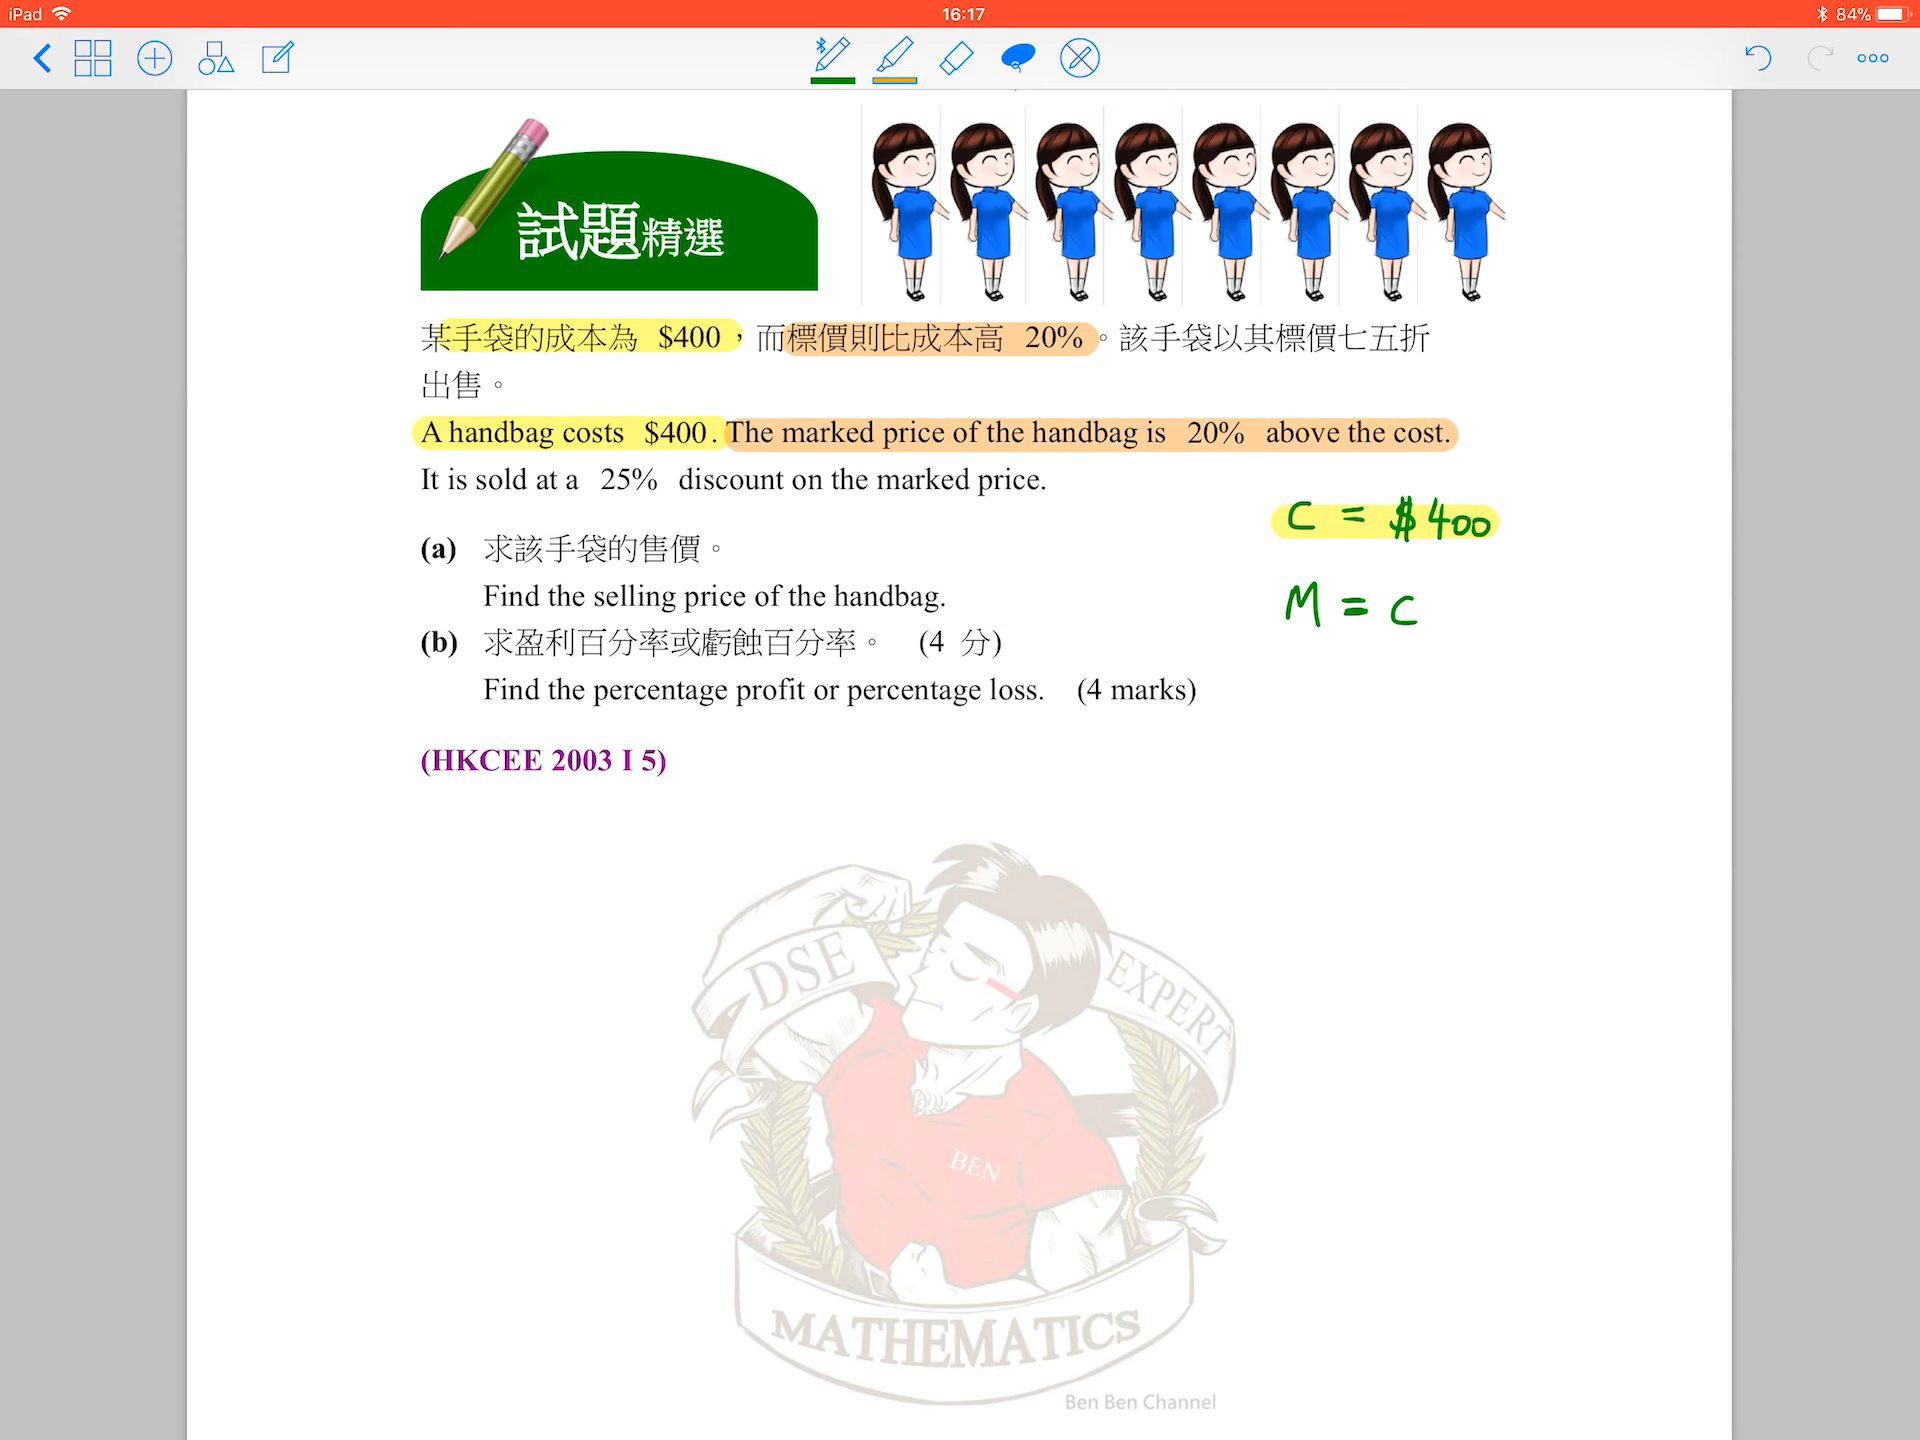 iPad 16:17 84%
試題精選
某手袋的成本為 $400，而標價則比成本高 20%。該手袋以其標價七五折
出售。
A handbag costs $400. The marked price of the handbag is 20% above the cost.
It is sold at a 25% discount on the marked price.
C = $400
(a) 求該手袋的售價。
Find the selling price of the handbag.
M = C
(b) 求盈利百分率或虧蝕百分率。 (4 分)
Find the percentage profit or percentage loss. (4 marks)
(HKCEE 2003 I 5)
DSE EXPERT
BEN
MATHEMATICS
Ben Ben Channel